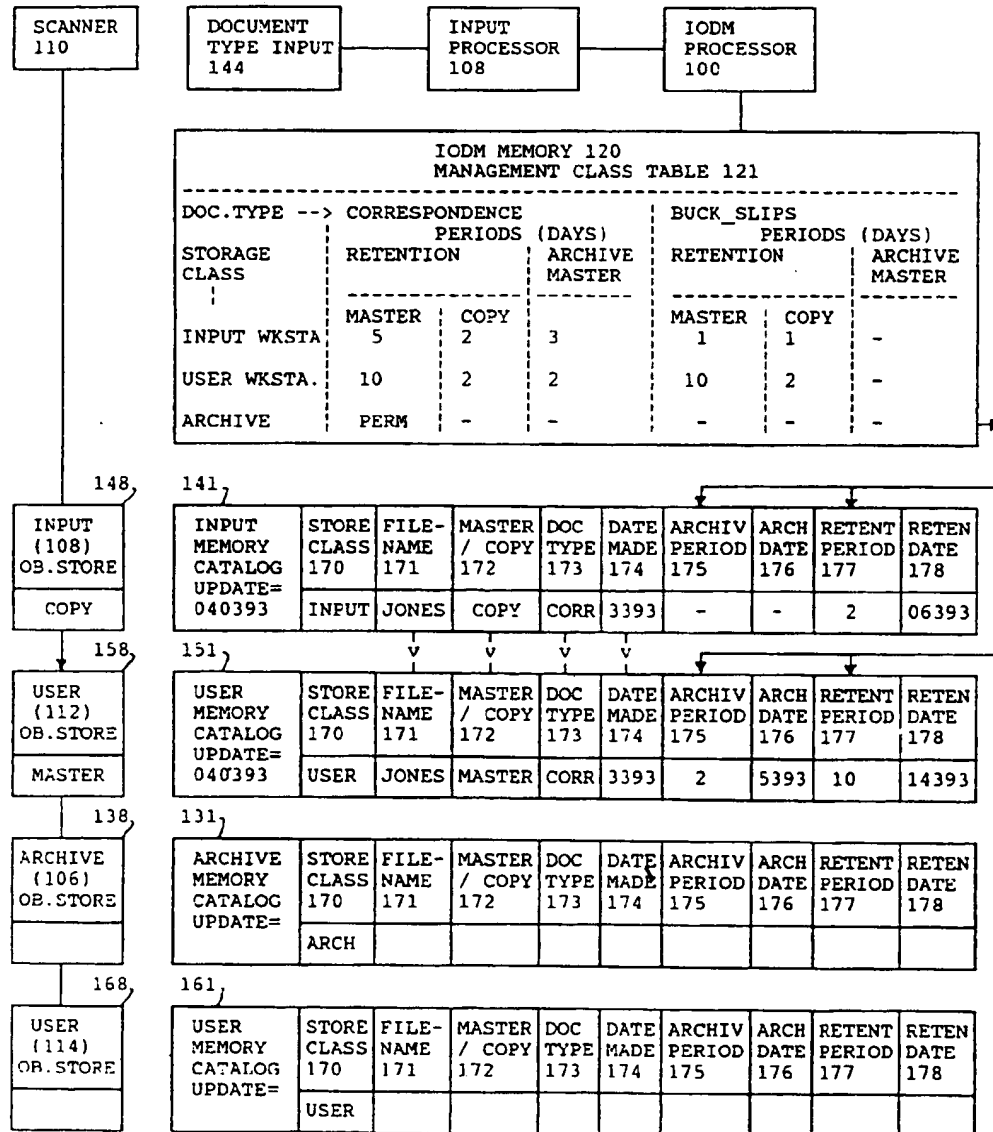 SCANNER 110
DOCUMENT TYPE INPUT 144
INPUT PROCESSOR 108
IODM PROCESSOR 100
IODM MEMORY 120
MANAGEMENT CLASS TABLE 121
DOC.TYPE --> CORRESPONDENCE BUCK_SLIPS
PERIODS (DAYS) PERIODS (DAYS)
STORAGE RETENTION ARCHIVE RETENTION ARCHIVE
CLASS MASTER MASTER
MASTER COPY MASTER COPY
INPUT WKSTA 5 2 3 1 1 -
USER WKSTA. 10 2 2 10 2 -
ARCHIVE PERM - - - - -
148 141
INPUT (108) OB.STORE
COPY
INPUT MEMORY CATALOG UPDATE= 040393
STORE CLASS 170 FILE-NAME 171 MASTER / COPY 172 DOC TYPE 173 DATE MADE 174 ARCHIV PERIOD 175 ARCH DATE 176 RETENT PERIOD 177 RETEN DATE 178
INPUT JONES COPY CORR 3393 - - 2 06393
v v v v
158 151
USER (112) OB.STORE
MASTER
USER MEMORY CATALOG UPDATE= 040393
STORE CLASS 170 FILE-NAME 171 MASTER / COPY 172 DOC TYPE 173 DATE MADE 174 ARCHIV PERIOD 175 ARCH DATE 176 RETENT PERIOD 177 RETEN DATE 178
USER JONES MASTER CORR 3393 2 5393 10 14393
138 131
ARCHIVE (106) OB.STORE
ARCHIVE MEMORY CATALOG UPDATE=
STORE CLASS 170 FILE-NAME 171 MASTER / COPY 172 DOC TYPE 173 DATE MADE 174 ARCHIV PERIOD 175 ARCH DATE 176 RETENT PERIOD 177 RETEN DATE 178
ARCH
168 161
USER (114) OB.STORE
USER MEMORY CATALOG UPDATE=
STORE CLASS 170 FILE-NAME 171 MASTER / COPY 172 DOC TYPE 173 DATE MADE 174 ARCHIV PERIOD 175 ARCH DATE 176 RETENT PERIOD 177 RETEN DATE 178
USER